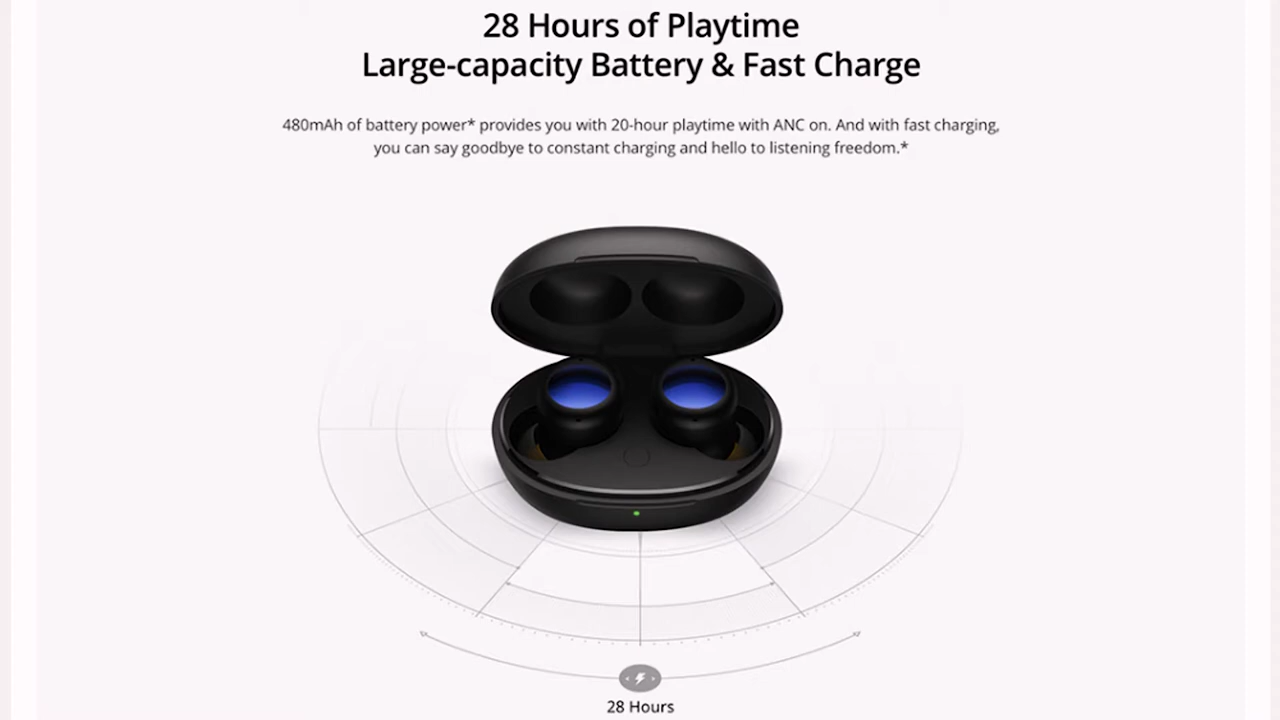 28 Hours of Playtime
Large-capacity Battery & Fast Charge
480mAh of battery power* provides you with 20-hour playtime with ANC on. And with fast charging,
you can say goodbye to constant charging and hello to listening freedom.*
28 Hours